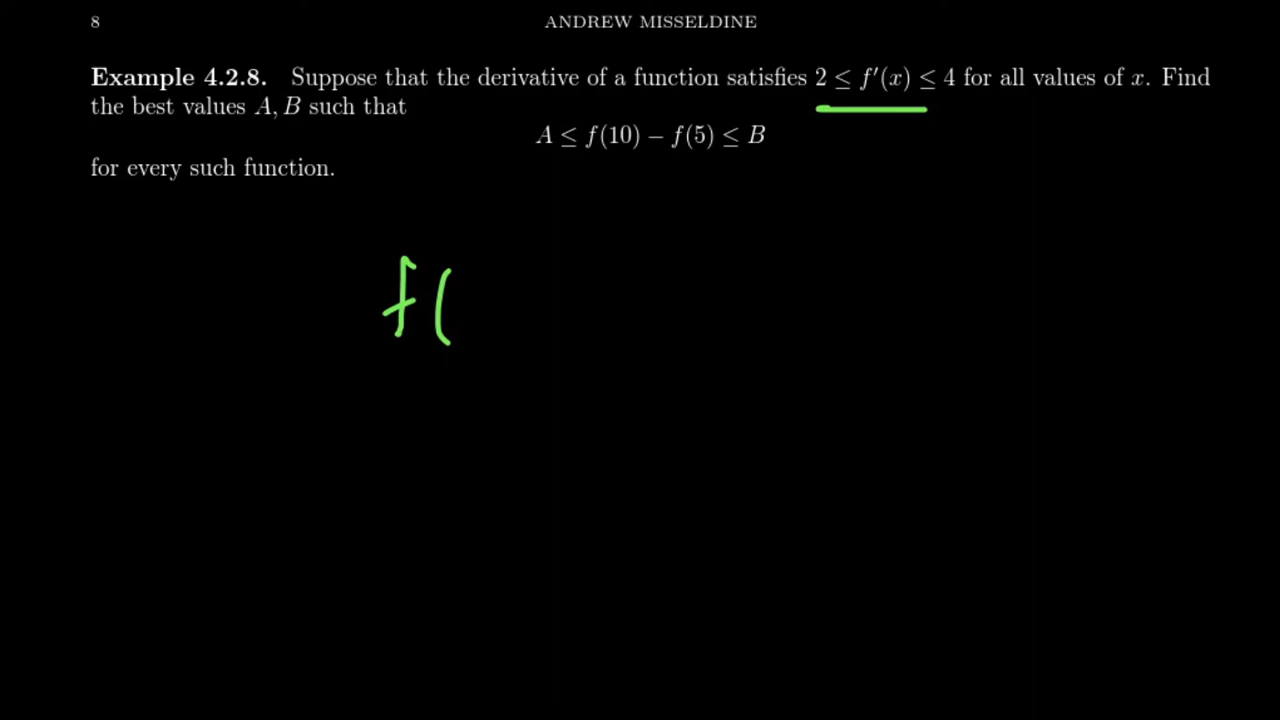 8 ANDREW MISSELDINE
Example 4.2.8. Suppose that the derivative of a function satisfies 2 ≤ f′(x) ≤ 4 for all values of x. Find
the best values A, B such that
A ≤ f(10) − f(5) ≤ B
for every such function.
f(